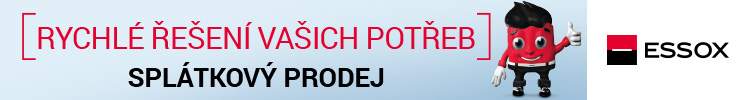 RYCHLÉ ŘEŠENÍ VAŠICH POTŘEB
SPLÁTKOVÝ PRODEJ
ESSOX